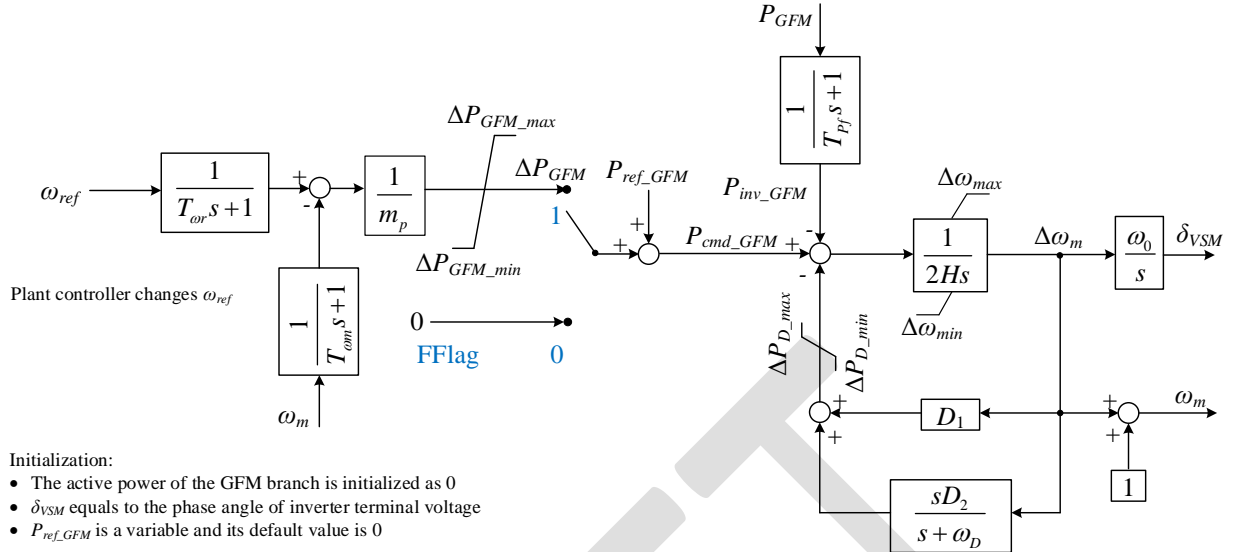 P_GFM
1
T_Pf s + 1
ΔP_GFM_max
ω_ref
1
T_ωr s + 1
+
-
1
m_p
ΔP_GFM
1
P_ref_GFM
+
+
P_cmd_GFM
P_inv_GFM
-
+
-
Δω_max
1
2Hs
Δω_min
Δω_m
ω_0
s
δ_VSM
ΔP_GFM_min
Plant controller changes ω_ref
1
T_ωm s + 1
ω_m
0
FFlag
0
ΔP_D_max
ΔP_D_min
+
+
D_1
+
+
ω_m
1
sD_2
s + ω_D
Initialization:
• The active power of the GFM branch is initialized as 0
• δ_VSM equals to the phase angle of inverter terminal voltage
• P_ref_GFM is a variable and its default value is 0